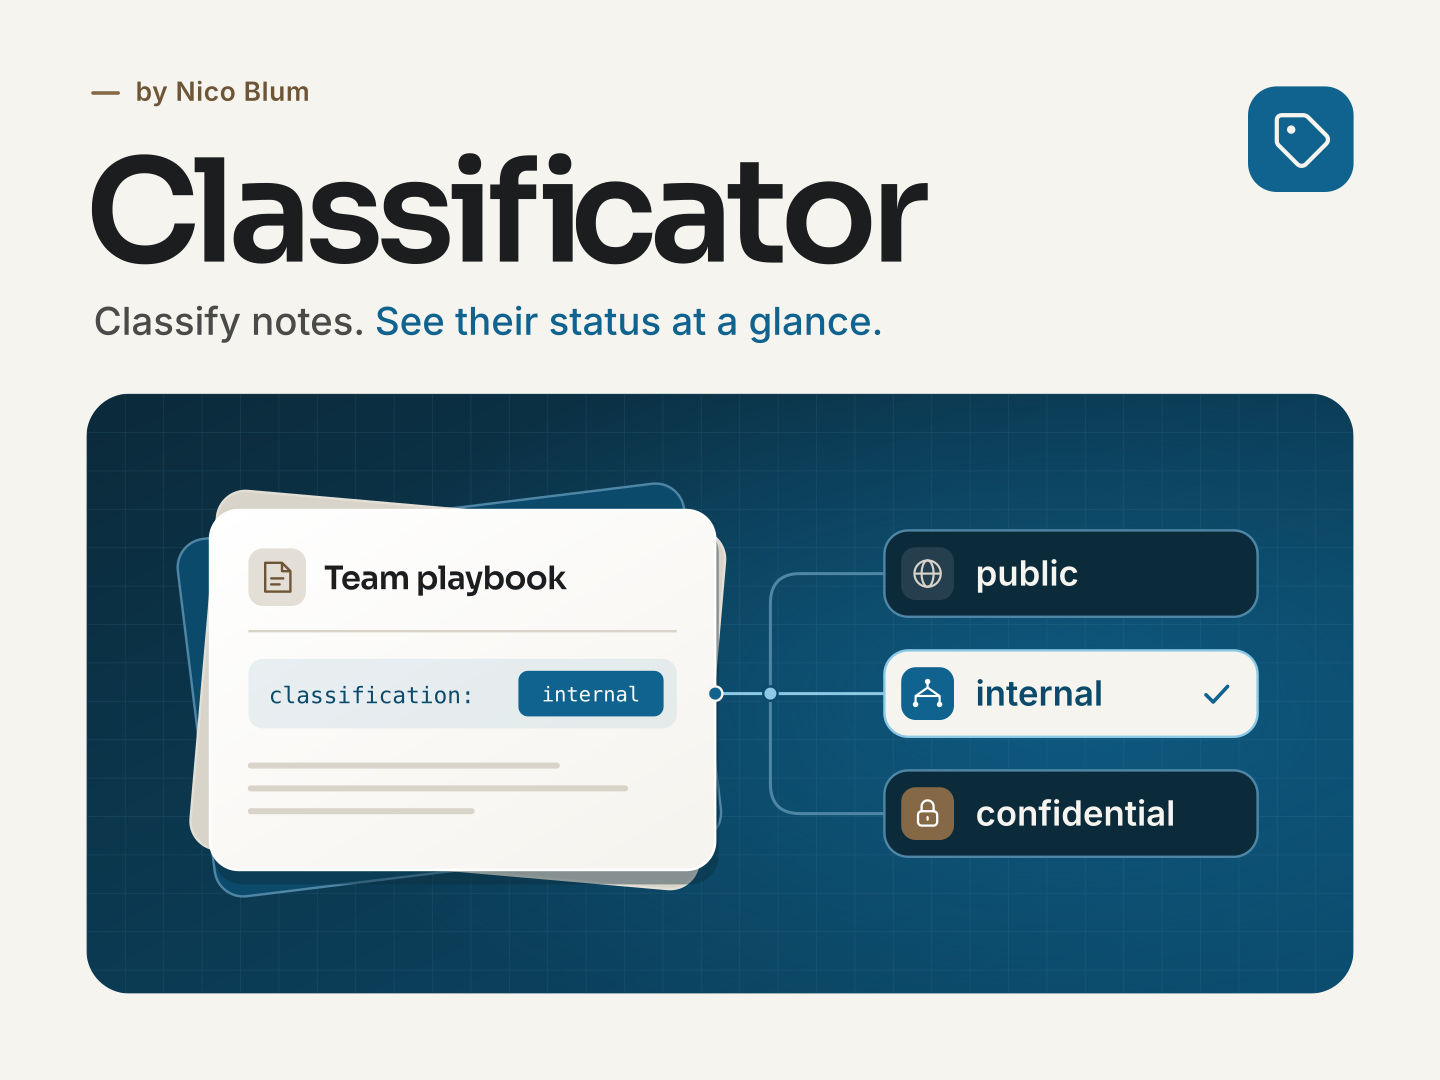 — by Nico Blum
Classificator
Classify notes. See their status at a glance.
Team playbook
classification: internal
public
internal
confidential